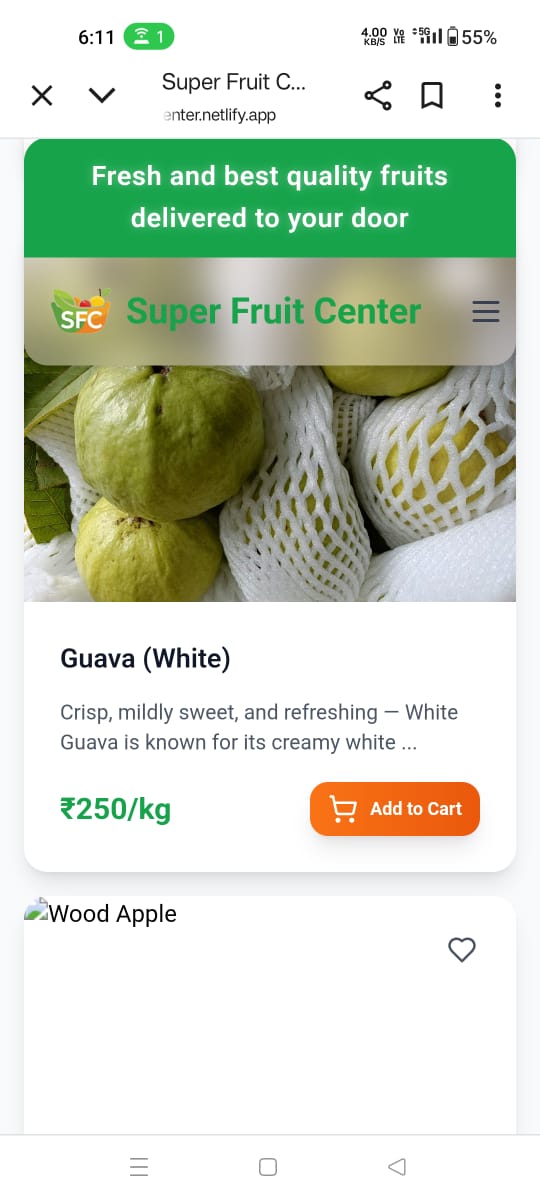 6:11
1
4.00
KB/S
Vo
LTE
5G
55%
Super Fruit C...
enter.netlify.app
Fresh and best quality fruits
delivered to your door
SFC
Super Fruit Center
Guava (White)
Crisp, mildly sweet, and refreshing — White
Guava is known for its creamy white ...
₹250/kg
Add to Cart
Wood Apple